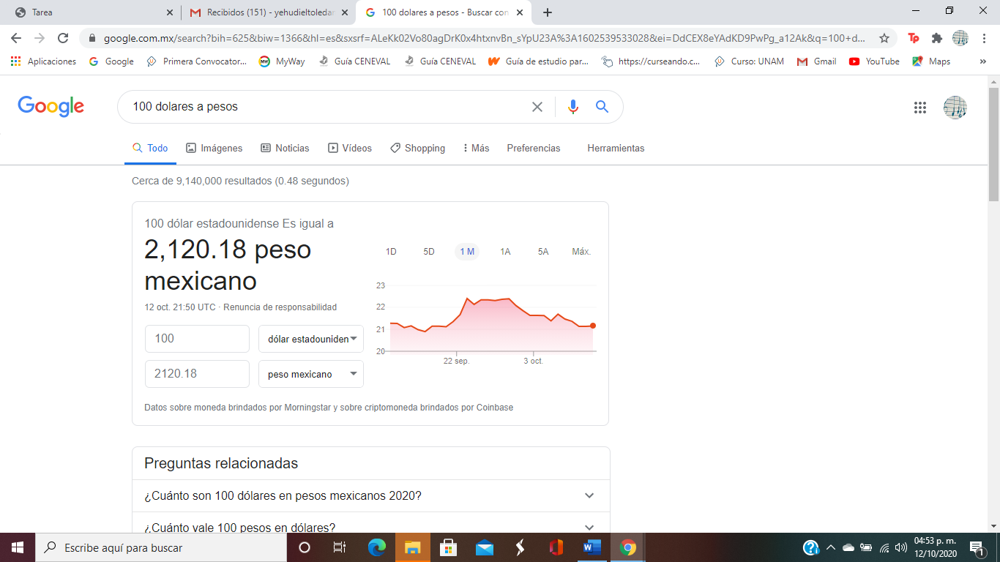 Tarea
Recibidos (151) - yehudieltoledan
100 dolares a pesos - Buscar con
google.com.mx/search?bih=625&biw=1366&hl=es&sxsrf=ALeKk02Vo80agDrK0x4htxnvBn_sYpU23A%3A1602539533028&ei=DdCEX8eYAdKD9PwPg_a12Ak&q=100+d...
Tp
Aplicaciones Google Primera Convocator... MyWay Guía CENEVAL Guía CENEVAL Guía de estudio par... https://curseando.c... Curso: UNAM Gmail YouTube Maps »
Google
100 dolares a pesos
Todo Imágenes Noticias Vídeos Shopping Más Preferencias Herramientas
Cerca de 9,140,000 resultados (0.48 segundos)
100 dólar estadounidense Es igual a
2,120.18 peso
mexicano
12 oct. 21:50 UTC · Renuncia de responsabilidad
100 dólar estadouniden
2120.18 peso mexicano
1D 5D 1 M 1A 5A Máx.
23
22
21
20
22 sep. 3 oct.
Datos sobre moneda brindados por Morningstar y sobre criptomoneda brindados por Coinbase
Preguntas relacionadas
¿Cuánto son 100 dólares en pesos mexicanos 2020?
¿Cuánto vale 100 pesos en dólares?
Escribe aquí para buscar
04:53 p. m.
12/10/2020
1